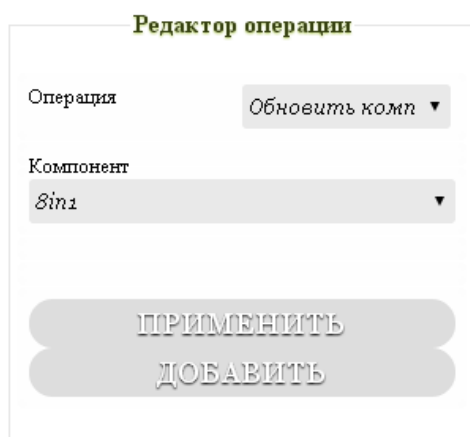 Редактор операции
Операция
Обновить комп
Компонент
8in1
ПРИМЕНИТЬ
ДОБАВИТЬ